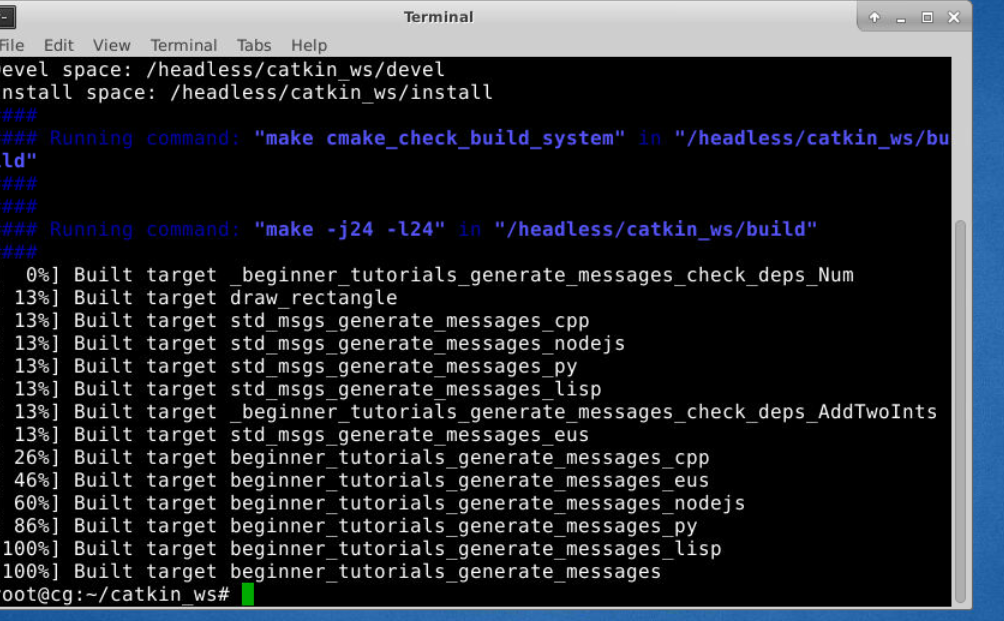 Terminal
File Edit View Terminal Tabs Help
Devel space: /headless/catkin_ws/devel
Install space: /headless/catkin_ws/install
####
#### Running command: "make cmake_check_build_system" in "/headless/catkin_ws/bu
ild"
####
####
#### Running command: "make -j24 -l24" in "/headless/catkin_ws/build"
####
0%] Built target _beginner_tutorials_generate_messages_check_deps_Num
13%] Built target draw_rectangle
13%] Built target std_msgs_generate_messages_cpp
13%] Built target std_msgs_generate_messages_nodejs
13%] Built target std_msgs_generate_messages_py
13%] Built target std_msgs_generate_messages_lisp
13%] Built target _beginner_tutorials_generate_messages_check_deps_AddTwoInts
13%] Built target std_msgs_generate_messages_eus
26%] Built target beginner_tutorials_generate_messages_cpp
46%] Built target beginner_tutorials_generate_messages_eus
60%] Built target beginner_tutorials_generate_messages_nodejs
86%] Built target beginner_tutorials_generate_messages_py
100%] Built target beginner_tutorials_generate_messages_lisp
100%] Built target beginner_tutorials_generate_messages
root@cg:~/catkin_ws#